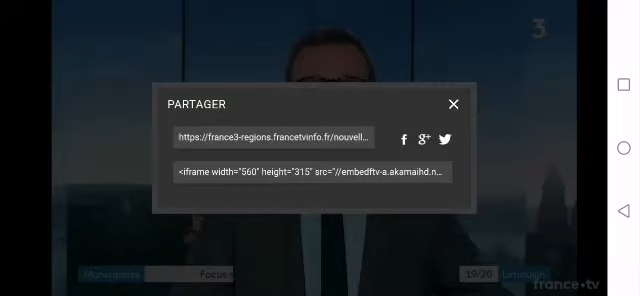 3
PARTAGER
https://france3-regions.francetvinfo.fr/nouvell...
f g+
<iframe width="560" height="315" src="//embedftv-a.akamaihd.n...
Municipales Focus s 19/20 Limousin
france•tv